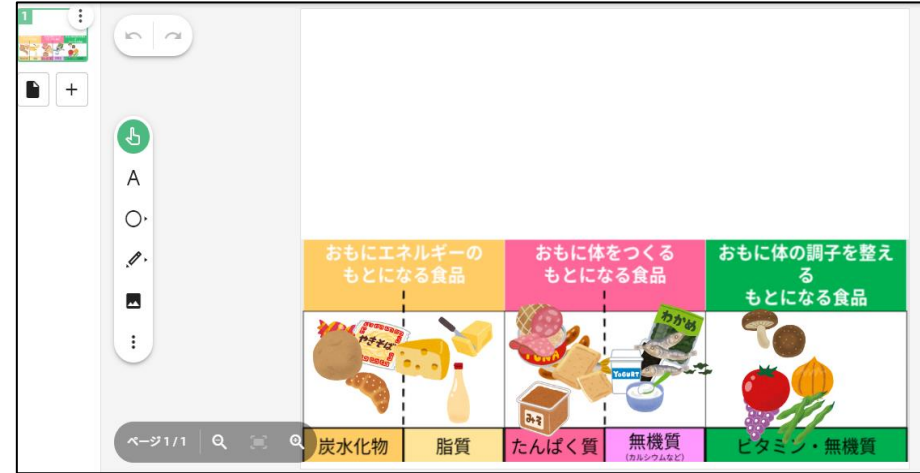 1
A
おもにエネルギーの
もとになる食品
おもに体をつくる
もとになる食品
おもに体の調子を整え
る
もとになる食品
やきそば
TUNA
わかめ
YOGURT
みそ
炭水化物
脂質
たんぱく質
無機質
(カルシウムなど)
ビタミン・無機質
ページ 1 / 1